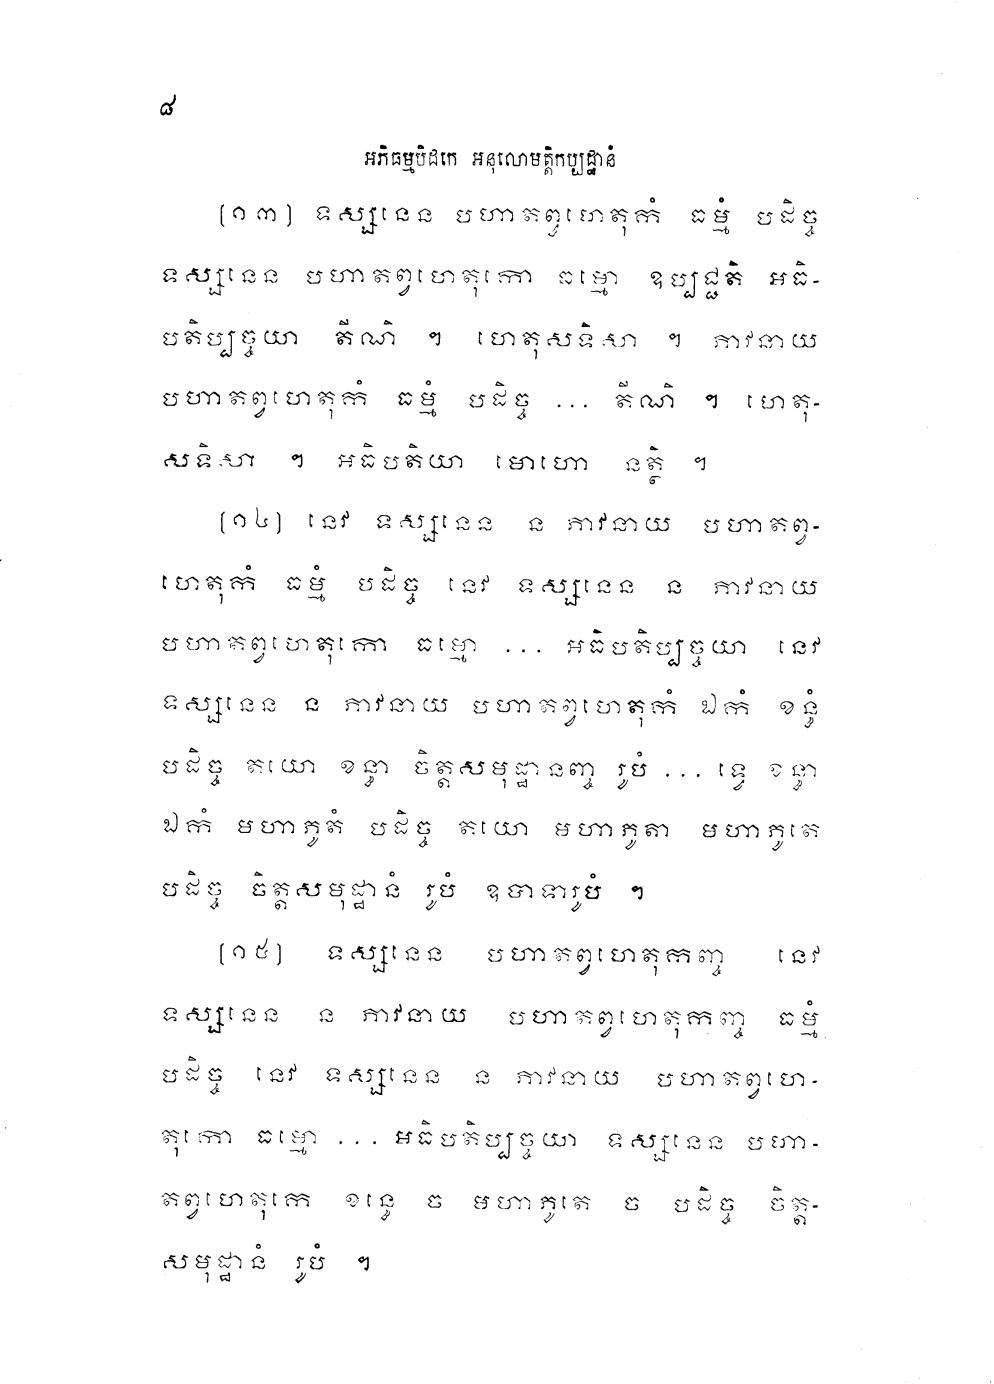 ៨
អភិធម្មបិដកេ អនុលោមត្តិកប្បដ្ឋានំ
(១៣) ទស្សនេន បហាតព្វហេតុកំ ធម្មំ បដិច្ច
ទស្សនេន បហាតព្វហេតុកោ ធម្មោ ឧប្បជ្ជតិ អធិ-
បតិប្បច្ចយា តីណិ ។ ហេតុសទិសា ។ ភាវនាយ
បហាតព្វហេតុកំ ធម្មំ បដិច្ច ... តីណិ ។ ហេតុ-
សទិសា ។ អធិបតិយា មោហោ នត្ថិ ។
(១៤) នេវ ទស្សនេន ន ភាវនាយ បហាតព្វ-
ហេតុកំ ធម្មំ បដិច្ច នេវ ទស្សនេន ន ភាវនាយ
បហាតព្វហេតុកោ ធម្មោ ... អធិបតិប្បច្ចយា នេវ
ទស្សនេន ន ភាវនាយ បហាតព្វហេតុកំ ឯកំ ខន្ធំ
បដិច្ច តយោ ខន្ធា ចិត្តសមុដ្ឋានញ្ច រូបំ ... ទ្វេ ខន្ធា
ឯកំ មហាភូតំ បដិច្ច តយោ មហាភូតា មហាភូតេ
បដិច្ច ចិត្តសមុដ្ឋានំ រូបំ ឧបាទារូបំ ។
(១៥) ទស្សនេន បហាតព្វហេតុកញ្ច នេវ
ទស្សនេន ន ភាវនាយ បហាតព្វហេតុកញ្ច ធម្មំ
បដិច្ច នេវ ទស្សនេន ន ភាវនាយ បហាតព្វហេ-
តុកោ ធម្មោ ... អធិបតិប្បច្ចយា ទស្សនេន បហា-
តព្វហេតុកេ ខន្ធេ ច មហាភូតេ ច បដិច្ច ចិត្ត-
សមុដ្ឋានំ រូបំ ។